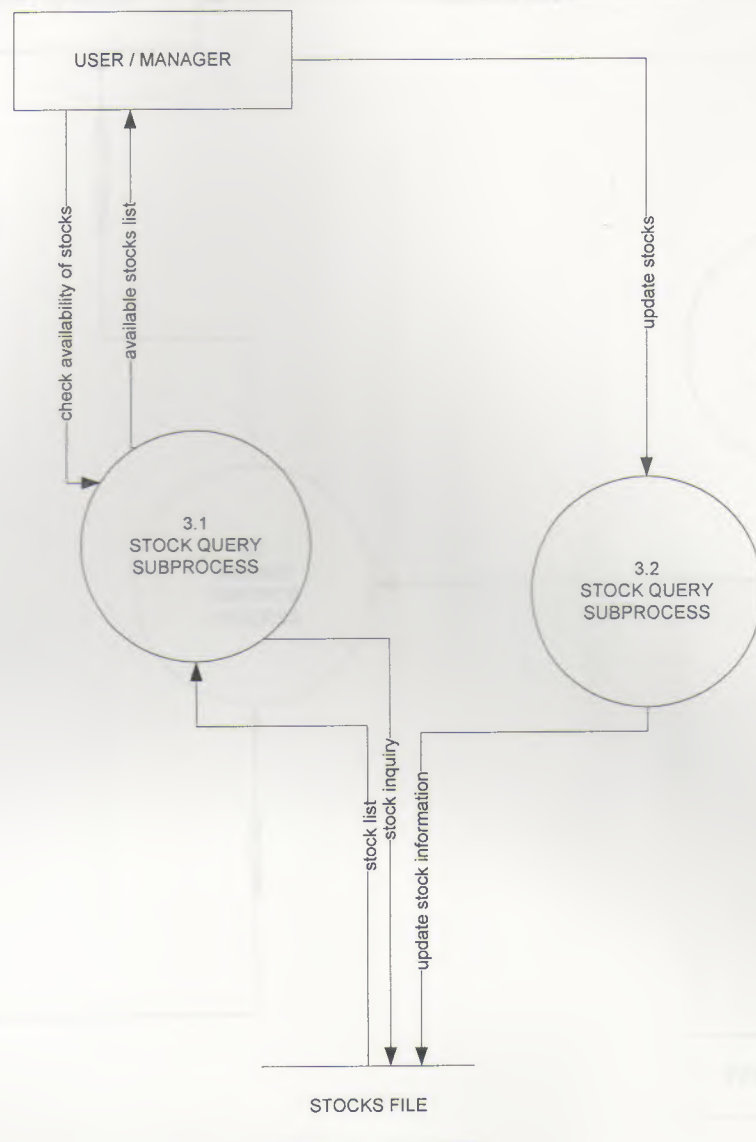 USER / MANAGER
check availability of stocks
available stocks list
update stocks
3.1
STOCK QUERY
SUBPROCESS
3.2
STOCK QUERY
SUBPROCESS
stock list
stock inquiry
update stock information
STOCKS FILE